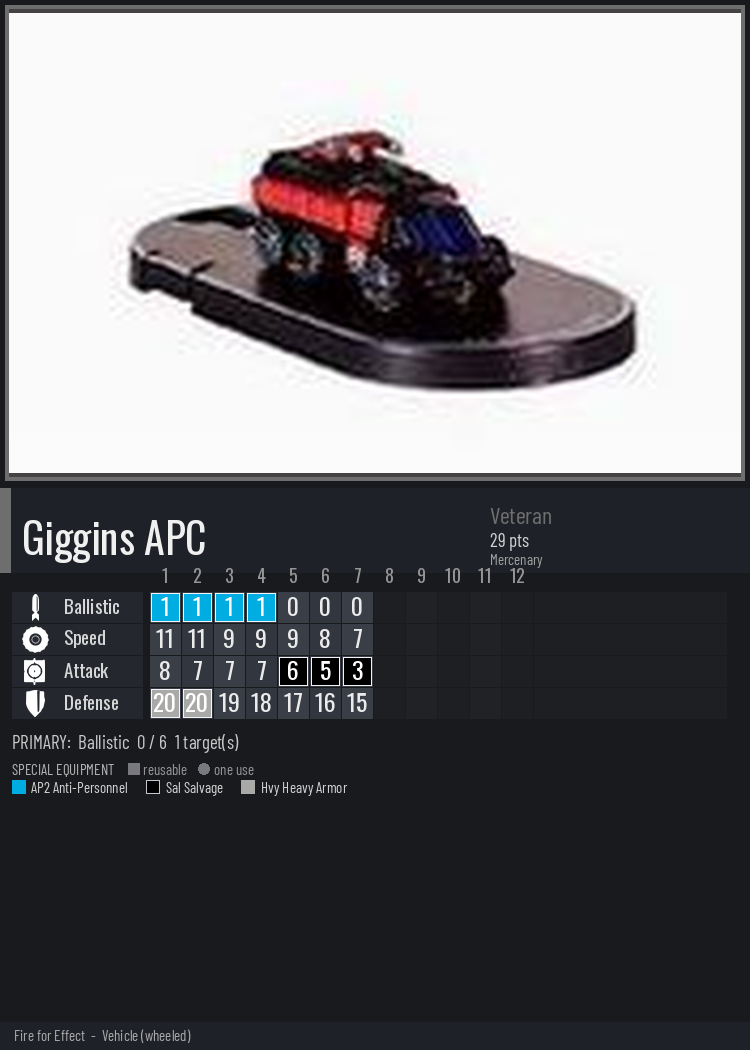 Giggins APC
Veteran
29 pts
Mercenary
1 2 3 4 5 6 7 8 9 10 11 12
Ballistic 1 1 1 1 0 0 0
Speed 11 11 9 9 9 8 7
Attack 8 7 7 7 6 5 3
Defense 20 20 19 18 17 16 15
PRIMARY: Ballistic 0 / 6 1 target(s)
SPECIAL EQUIPMENT reusable one use
AP2 Anti-Personnel Sal Salvage Hvy Heavy Armor
Fire for Effect - Vehicle (wheeled)